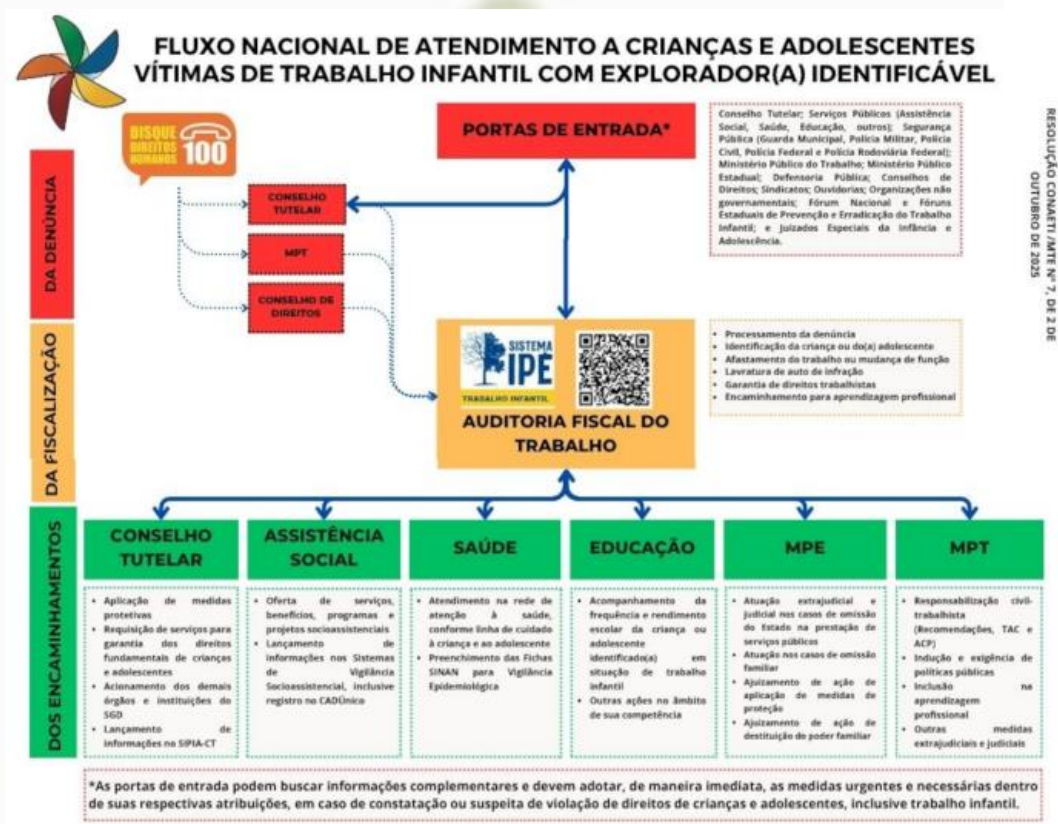 FLUXO NACIONAL DE ATENDIMENTO A CRIANÇAS E ADOLESCENTES
VÍTIMAS DE TRABALHO INFANTIL COM EXPLORADOR(A) IDENTIFICÁVEL
RESOLUÇÃO CONAETI /MTE Nº 7, DE 2 DE
OUTUBRO DE 2025
DA DENÚNCIA
DISQUE
DIREITOS
HUMANOS
100
PORTAS DE ENTRADA*
Conselho Tutelar; Serviços Públicos (Assistência
Social, Saúde, Educação, outros); Segurança
Pública (Guarda Municipal, Polícia Militar, Polícia
Civil, Polícia Federal e Polícia Rodoviária Federal);
Ministério Público do Trabalho; Ministério Público
Estadual; Defensoria Pública; Conselhos de
Direitos; Sindicatos; Ouvidorias; Organizações não
governamentais; Fórum Nacional e Fóruns
Estaduais de Prevenção e Erradicação do Trabalho
Infantil; e Juizados Especiais da Infância e
Adolescência.
CONSELHO
TUTELAR
MPT
CONSELHO DE
DIREITOS
DA FISCALIZAÇÃO
SISTEMA
IPÊ
TRABALHO INFANTIL
AUDITORIA FISCAL DO
TRABALHO
• Processamento da denúncia
• Identificação da criança ou do(a) adolescente
• Afastamento do trabalho ou mudança de função
• Lavratura de auto de infração
• Garantia de direitos trabalhistas
• Encaminhamento para aprendizagem profissional
DOS ENCAMINHAMENTOS
CONSELHO
TUTELAR
• Aplicação de medidas
protetivas
• Requisição de serviços para
garantia dos direitos
fundamentais de crianças
e adolescentes
• Acionamento dos demais
órgãos e instituições do
SGD
• Lançamento de
informações no SIPIA-CT
ASSISTÊNCIA
SOCIAL
• Oferta de serviços,
benefícios, programas e
projetos socioassistenciais
• Lançamento de
informações nos Sistemas
de Vigilância
Socioassistencial, inclusive
registro no CADÚnico
SAÚDE
• Atendimento na rede de
atenção à saúde,
conforme linha de cuidado
à criança e ao adolescente
• Preenchimento das Fichas
SINAN para Vigilância
Epidemiológica
EDUCAÇÃO
• Acompanhamento da
frequência e rendimento
escolar da criança ou
adolescente
identificado(a) em
situação de trabalho
infantil
• Outras ações no âmbito
de sua competência
MPE
• Atuação extrajudicial e
judicial nos casos de omissão
do Estado na prestação de
serviços públicos
• Atuação nos casos de omissão
familiar
• Ajuizamento de ação de
aplicação de medidas de
proteção
• Ajuizamento de ação de
destituição do poder familiar
MPT
• Responsabilização civil-
trabalhista
(Recomendações, TAC e
ACP)
• Indução e exigência de
políticas públicas
• Inclusão na
aprendizagem
profissional
• Outras medidas
extrajudiciais e judiciais
*As portas de entrada podem buscar informações complementares e devem adotar, de maneira imediata, as medidas urgentes e necessárias dentro
de suas respectivas atribuições, em caso de constatação ou suspeita de violação de direitos de crianças e adolescentes, inclusive trabalho infantil.